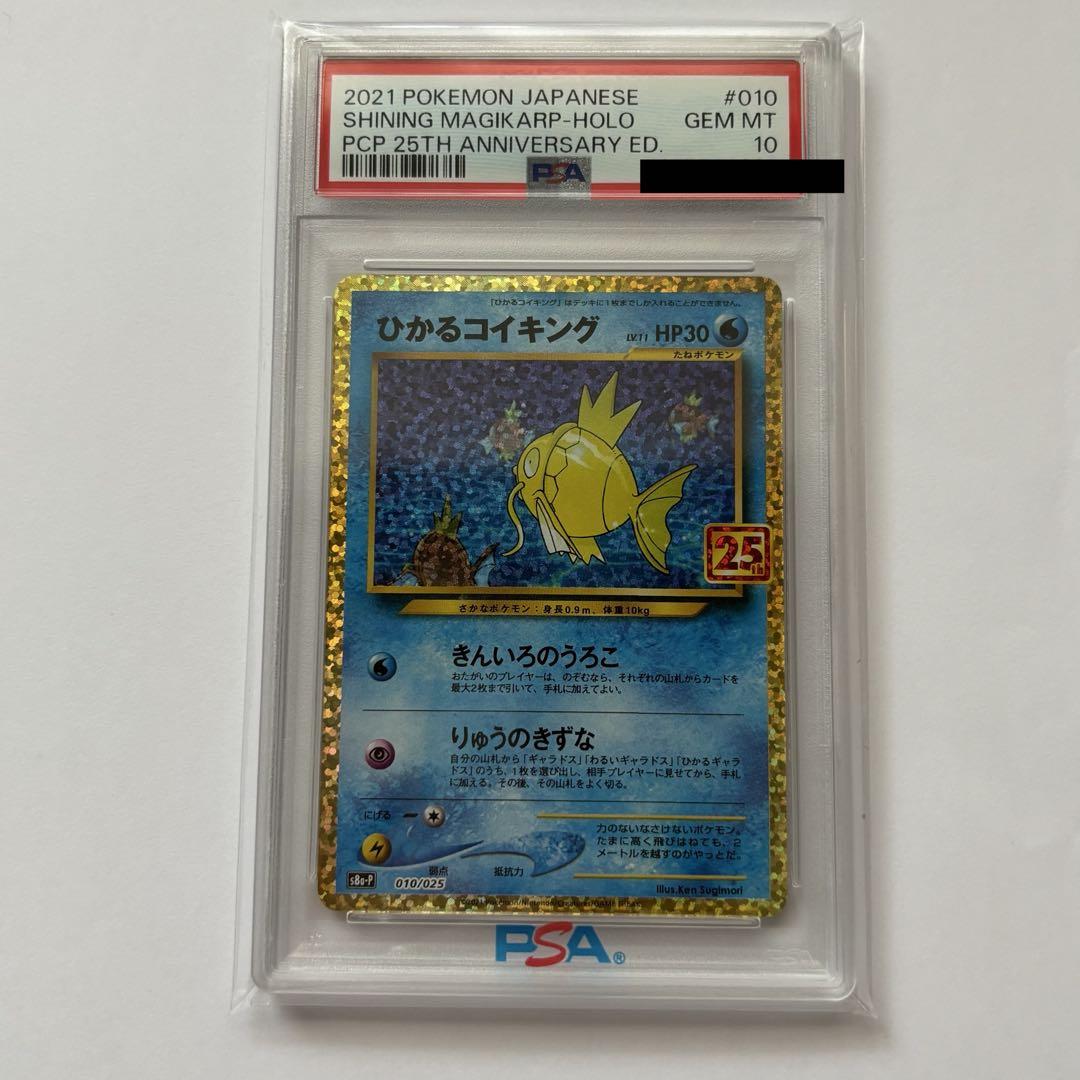 2021 POKEMON JAPANESE #010
SHINING MAGIKARP-HOLO GEM MT
PCP 25TH ANNIVERSARY ED. 10
PSA
「ひかるコイキング」はデッキに1枚までしか入れることができません。
ひかるコイキング LV.11 HP30
たねポケモン
25th
さかなポケモン：身長0.9m、体重10kg
きんいろのうろこ
おたがいのプレイヤーは、のぞむなら、それぞれの山札からカードを
最大2枚まで引いて、手札に加えてよい。
りゅうのきずな
自分の山札から「ギャラドス」「わるいギャラドス」「ひかるギャラ
ドス」のうち、1枚を選び出し、相手プレイヤーに見せてから、手札
に加える。その後、その山札をよく切る。
にげる
力のないなさけないポケモン。
たまに高く飛びはねても、2
メートルを越すのがやっとだ。
弱点 抵抗力
s8a-P 010/025
Illus.Ken Sugimori
©2021 Pokémon/Nintendo/Creatures/GAME FREAK.
PSA®